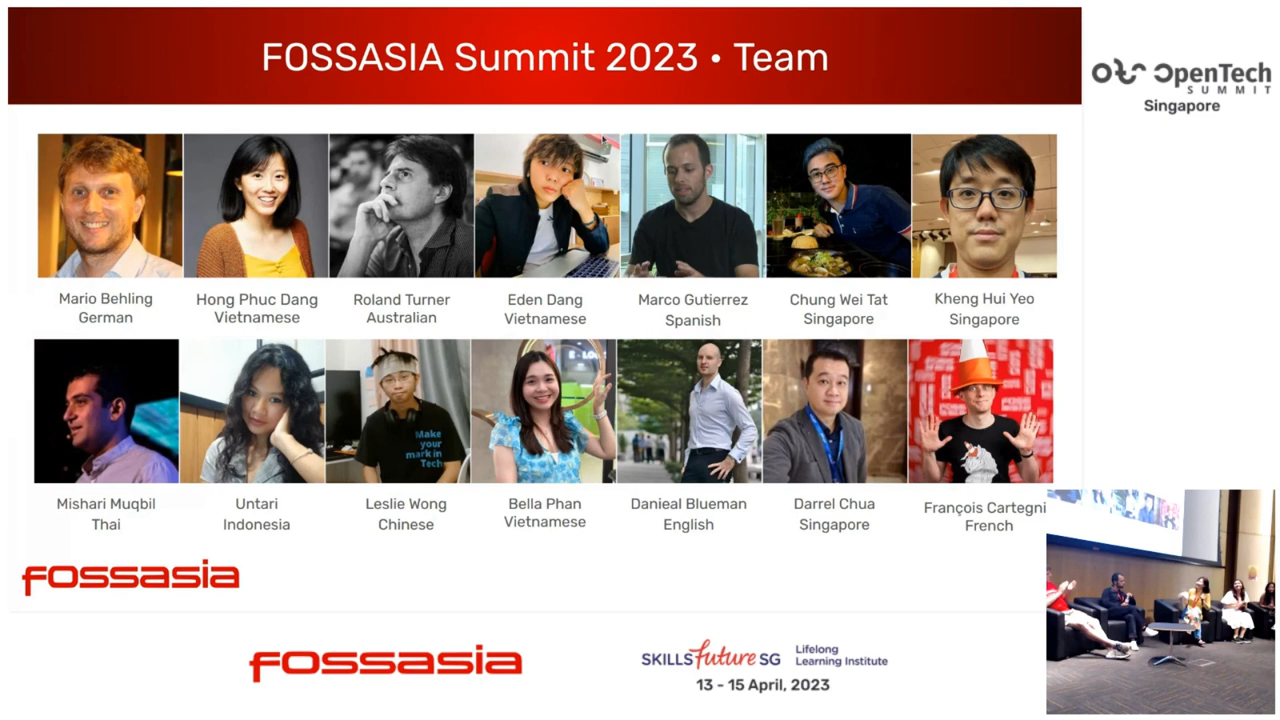 FOSSASIA Summit 2023 • Team
OpenTech
SUMMIT
Singapore
Mario Behling
German
Hong Phuc Dang
Vietnamese
Roland Turner
Australian
Eden Dang
Vietnamese
Marco Gutierrez
Spanish
Chung Wei Tat
Singapore
Kheng Hui Yeo
Singapore
Make
your
mark in
Tech
Mishari Muqbil
Thai
Untari
Indonesia
Leslie Wong
Chinese
Bella Phan
Vietnamese
Danieal Blueman
English
Darrel Chua
Singapore
François Cartegni
French
fossasia
fossasia
SKILLS future SG
Lifelong
Learning Institute
13 - 15 April, 2023